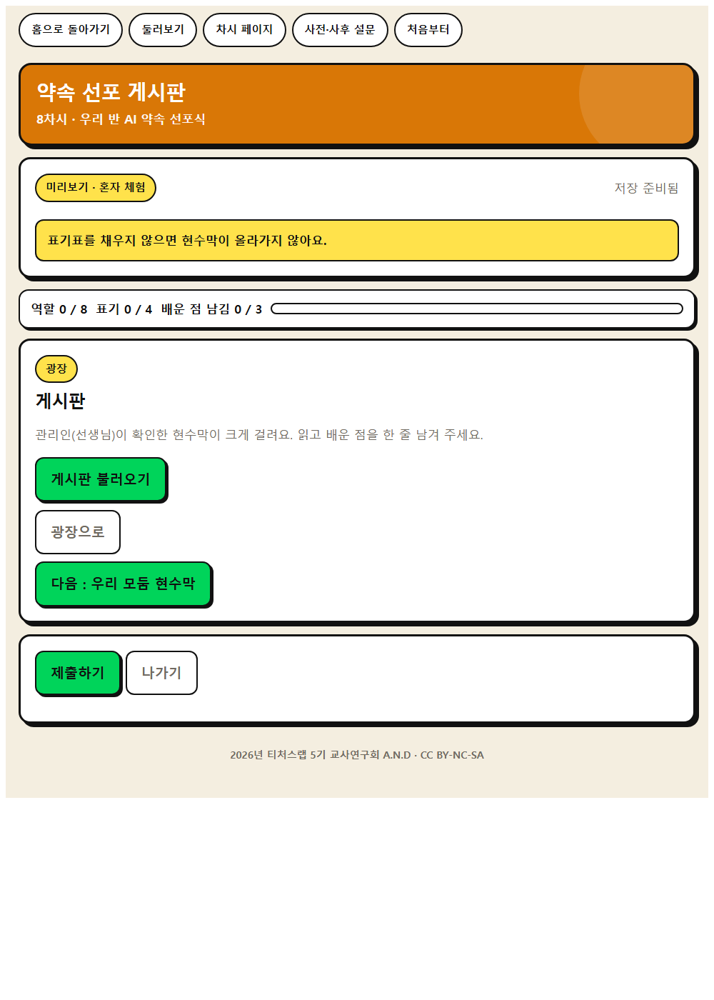 홈으로 돌아가기 둘러보기 차시 페이지 사전·사후 설문 처음부터
약속 선포 게시판
8차시 · 우리 반 AI 약속 선포식
미리보기 · 혼자 체험 저장 준비됨
표기표를 채우지 않으면 현수막이 올라가지 않아요.
역할 0 / 8 표기 0 / 4 배운 점 남김 0 / 3
광장
게시판
관리인(선생님)이 확인한 현수막이 크게 걸려요. 읽고 배운 점을 한 줄 남겨 주세요.
게시판 불러오기
광장으로
다음 : 우리 모둠 현수막
제출하기 나가기
2026년 티처스랩 5기 교사연구회 A.N.D · CC BY-NC-SA